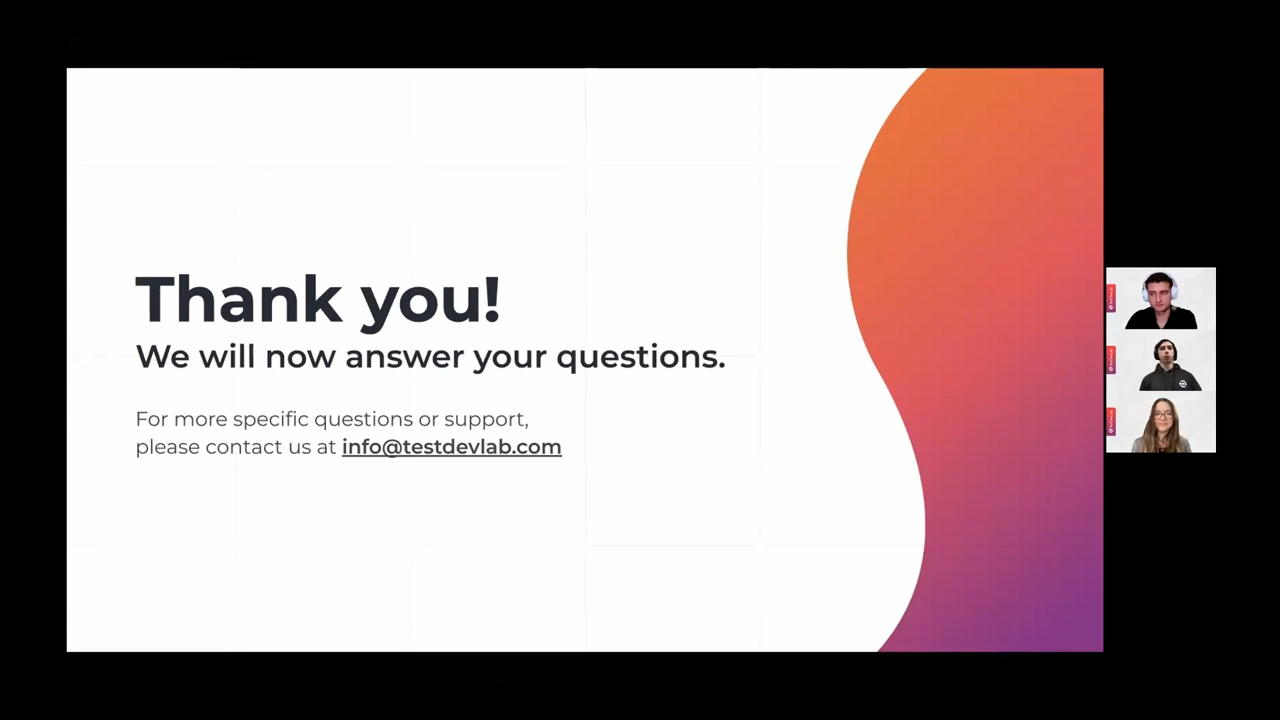 Thank you!
We will now answer your questions.
For more specific questions or support,
please contact us at info@testdevlab.com